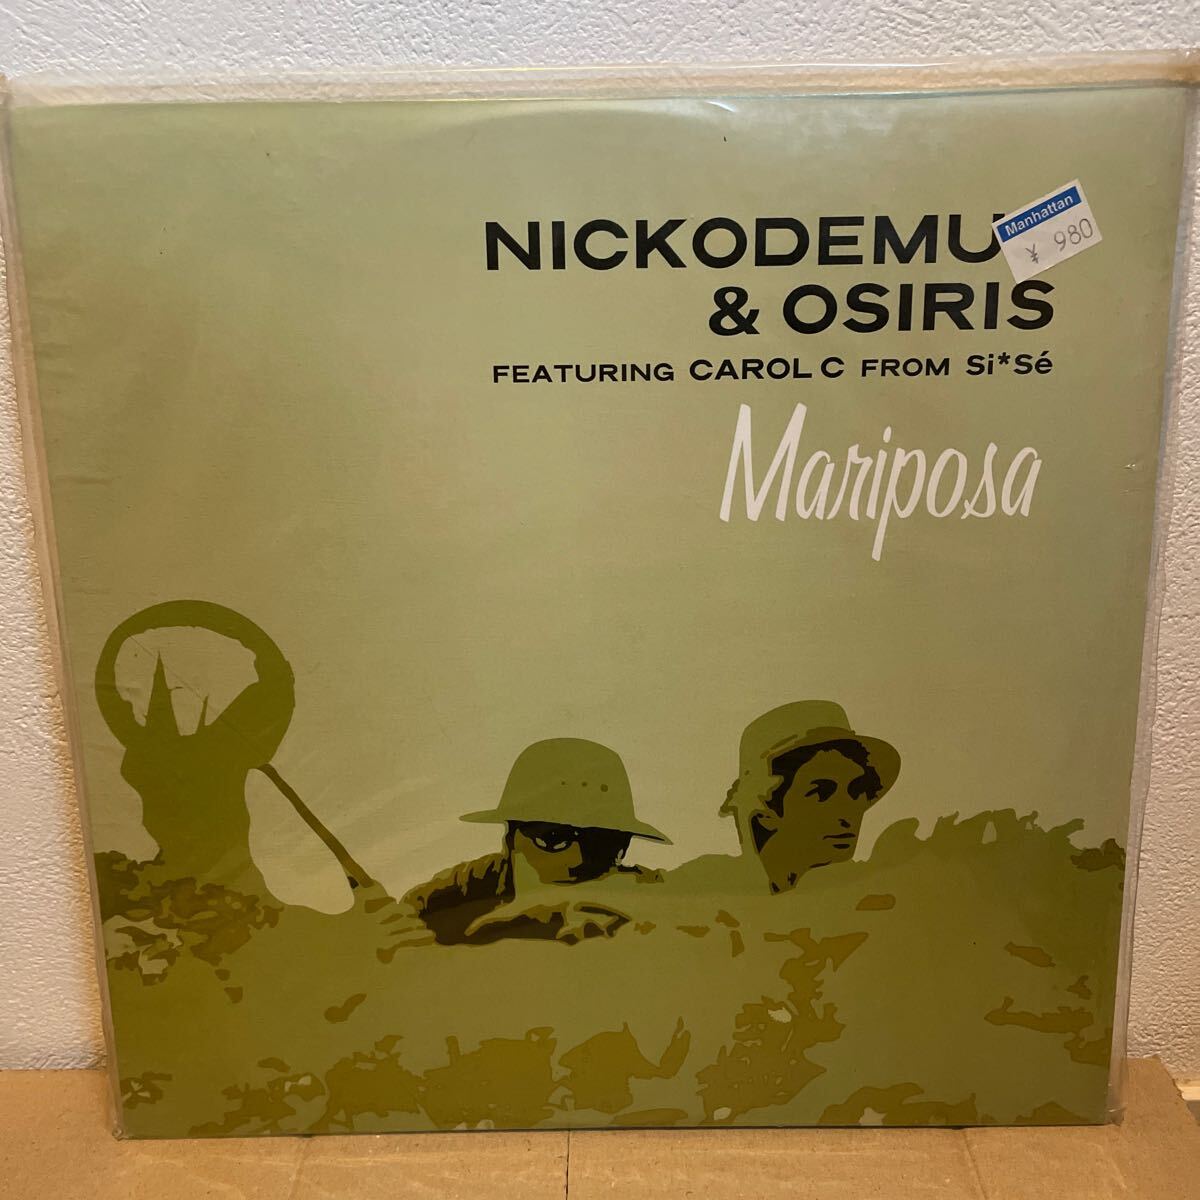 NICKODEMU
& OSIRIS
FEATURING CAROL C FROM Si*Sé
Mariposa
Manhattan
¥ 980